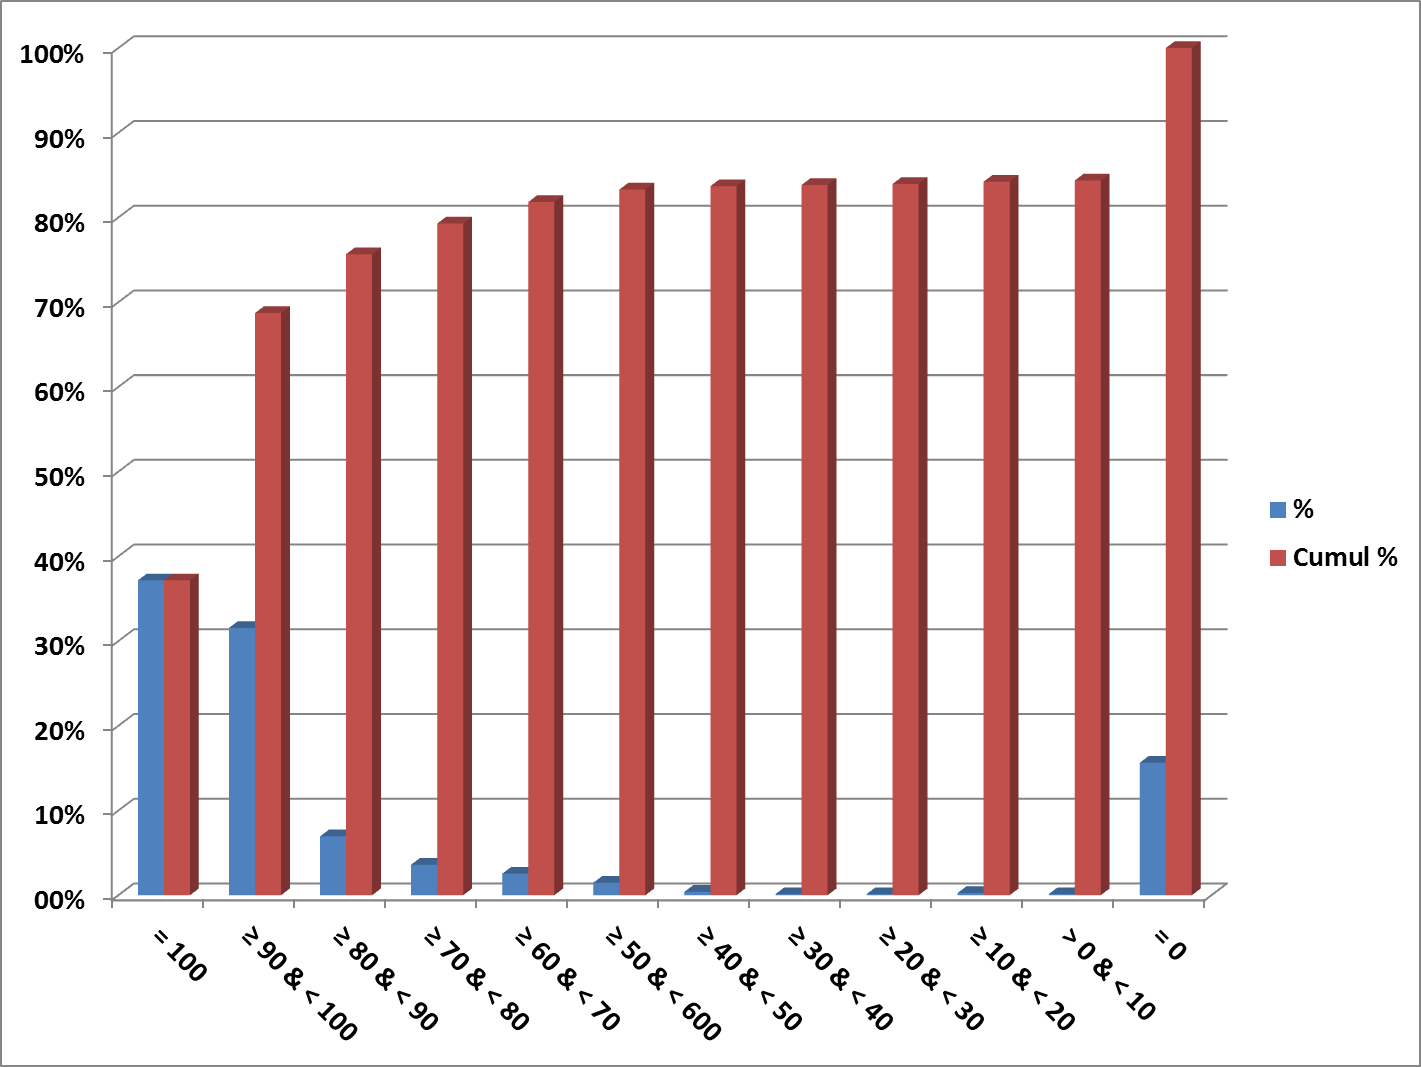 100%
90%
80%
70%
60%
50%
40%
30%
20%
10%
00%
= 100
≥ 90 & < 100
≥ 80 & < 90
≥ 70 & < 80
≥ 60 & < 70
≥ 50 & < 600
≥ 40 & < 50
≥ 30 & < 40
≥ 20 & < 30
≥ 10 & < 20
> 0 & < 10
= 0
%
Cumul %